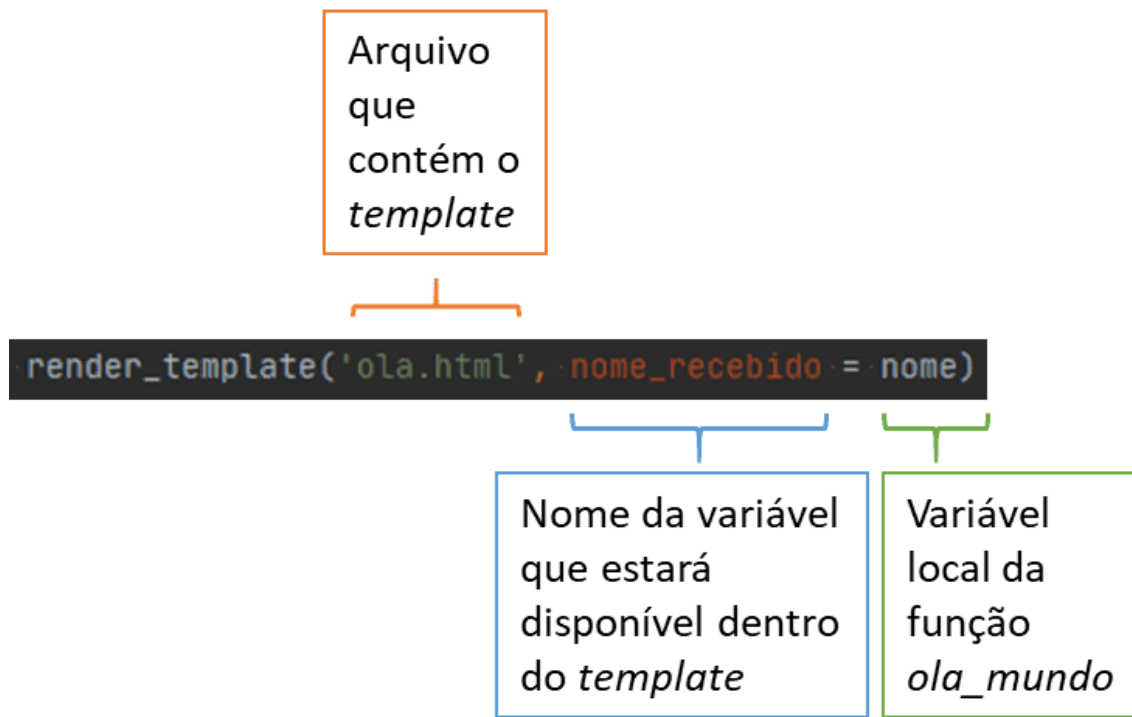 Arquivo
que
contém o
template
render_template('ola.html', nome_recebido = nome)
Nome da variável
que estará
disponível dentro
do template
Variável
local da
função
ola_mundo